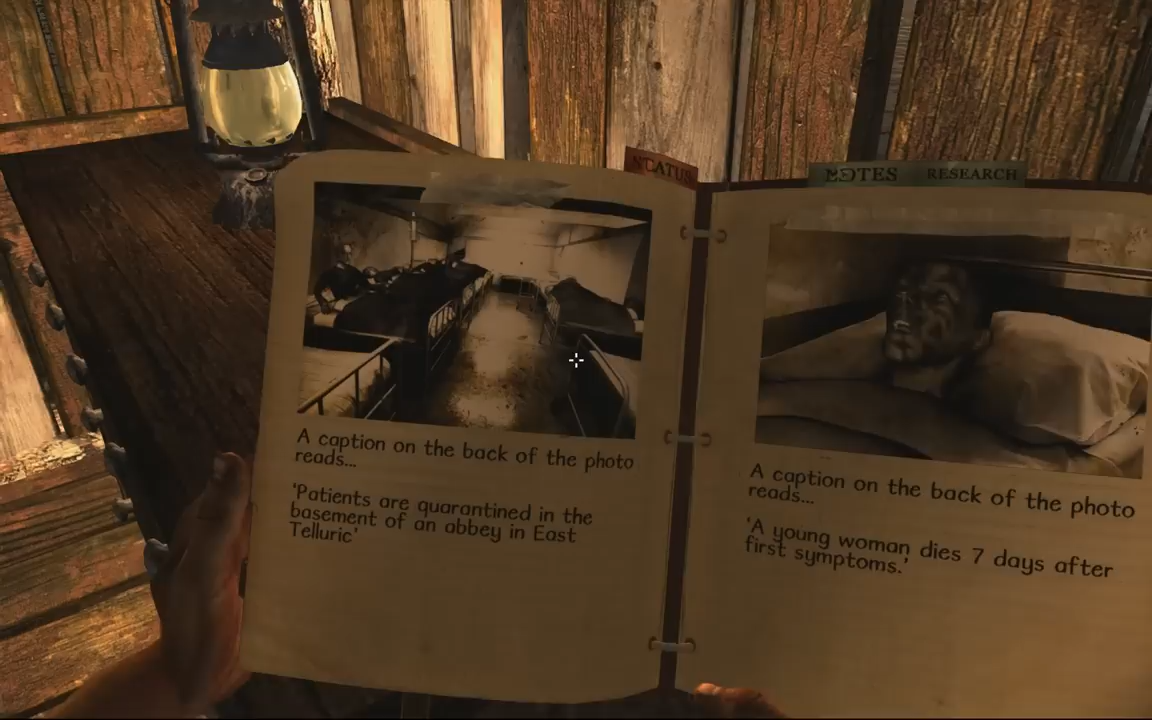 STATUS
NOTES RESEARCH
A caption on the back of the photo
reads...
'Patients are quarantined in the
basement of an abbey in East
Telluric'
A caption on the back of the photo
reads...
'A young woman dies 7 days after
first symptoms.'